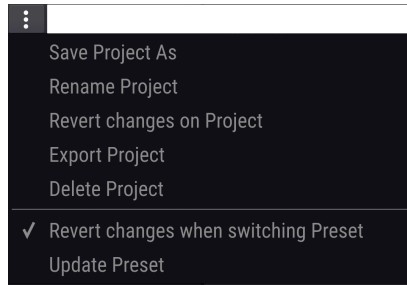 Save Project As
Rename Project
Revert changes on Project
Export Project
Delete Project
✓ Revert changes when switching Preset
Update Preset